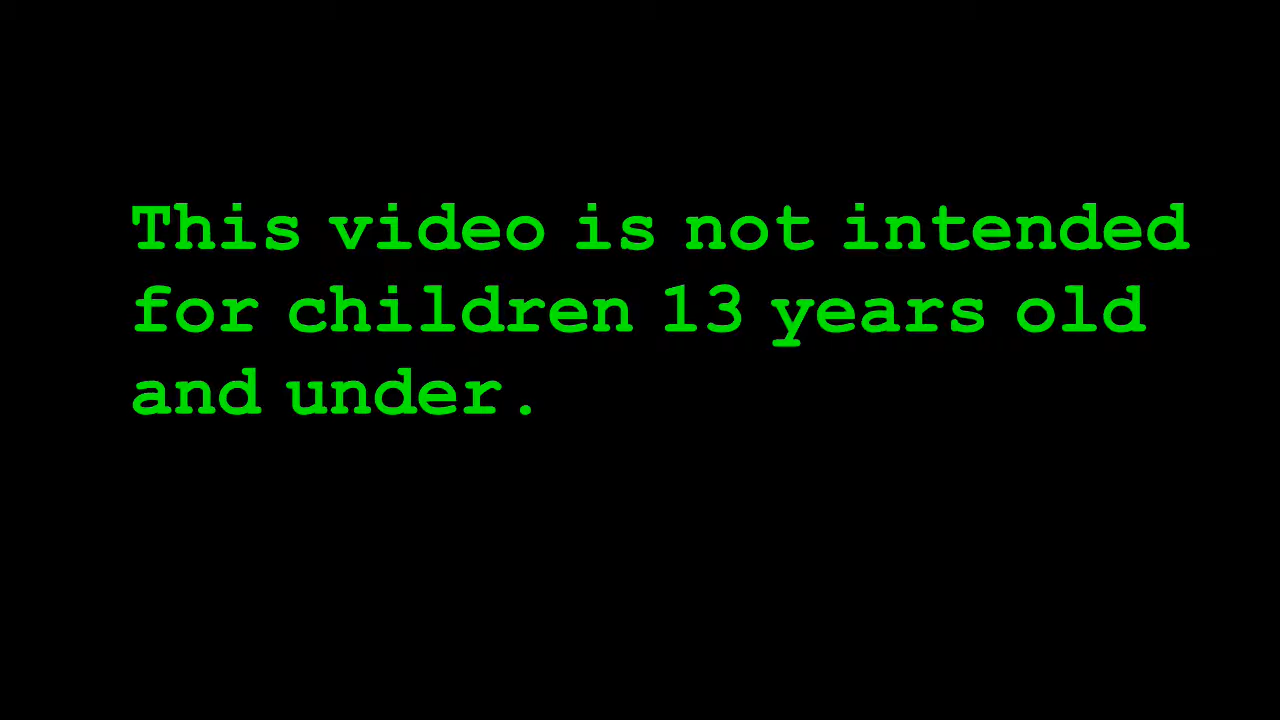 This video is not intended
for children 13 years old
and under.